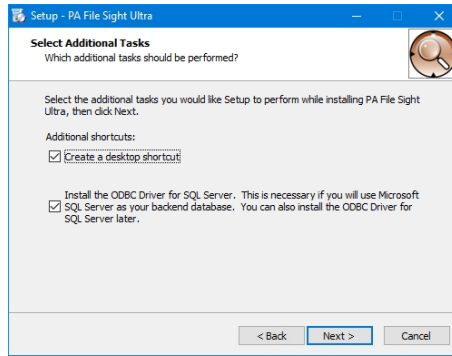 Setup - PA File Sight Ultra
Select Additional Tasks
Which additional tasks should be performed?
Select the additional tasks you would like Setup to perform while installing PA File Sight
Ultra, then click Next.
Additional shortcuts:
Create a desktop shortcut
Install the ODBC Driver for SQL Server. This is necessary if you will use Microsoft
SQL Server as your backend database. You can also install the ODBC Driver for
SQL Server later.
< Back Next > Cancel